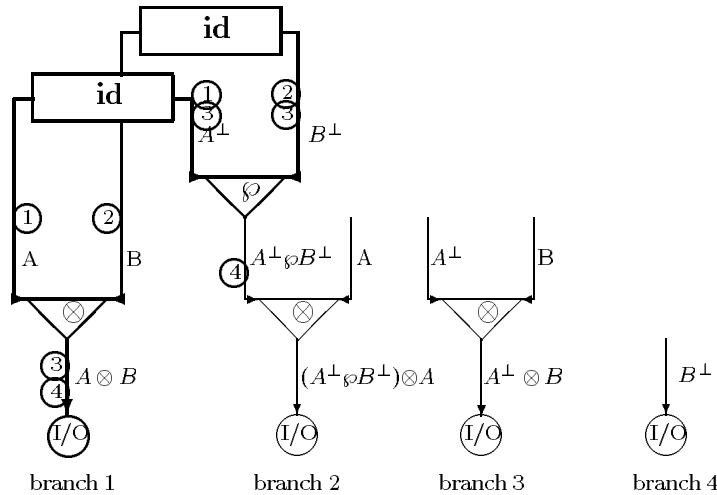 id
id
1 2
3 3
A⊥ B⊥
℘
1 2
A B A⊥℘B⊥ A A⊥ B
4
⊗ ⊗ ⊗
3 A ⊗ B (A⊥℘B⊥)⊗A A⊥ ⊗ B B⊥
4
I/O I/O I/O I/O
branch 1 branch 2 branch 3 branch 4